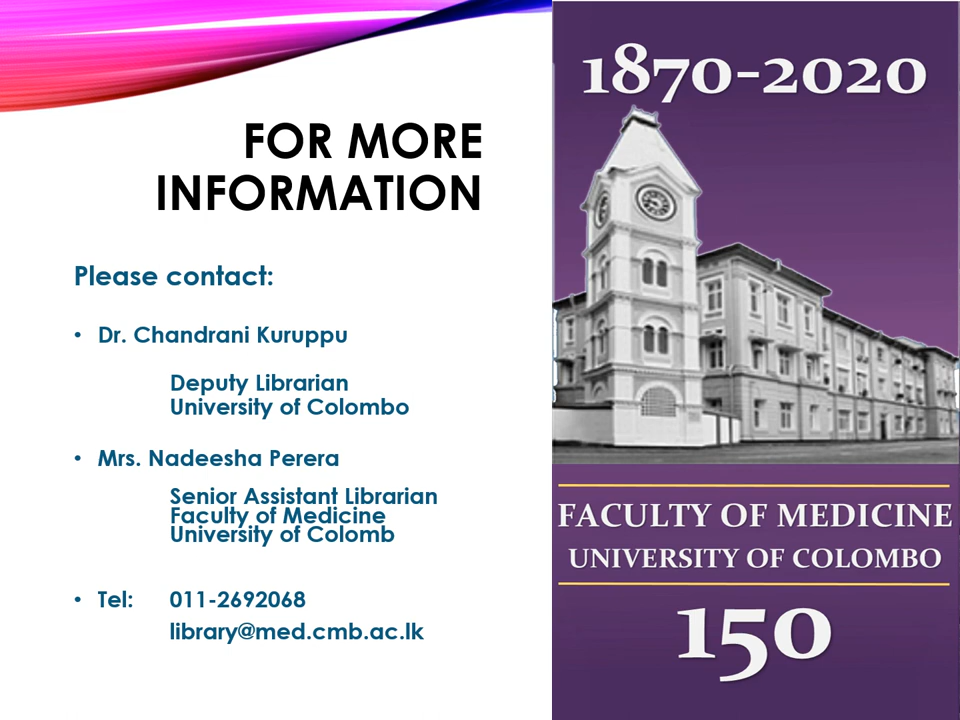 FOR MORE
INFORMATION
Please contact:
• Dr. Chandrani Kuruppu
Deputy Librarian
University of Colombo
• Mrs. Nadeesha Perera
Senior Assistant Librarian
Faculty of Medicine
University of Colomb
• Tel: 011-2692068
library@med.cmb.ac.lk
1870-2020
FACULTY OF MEDICINE
UNIVERSITY OF COLOMBO
150